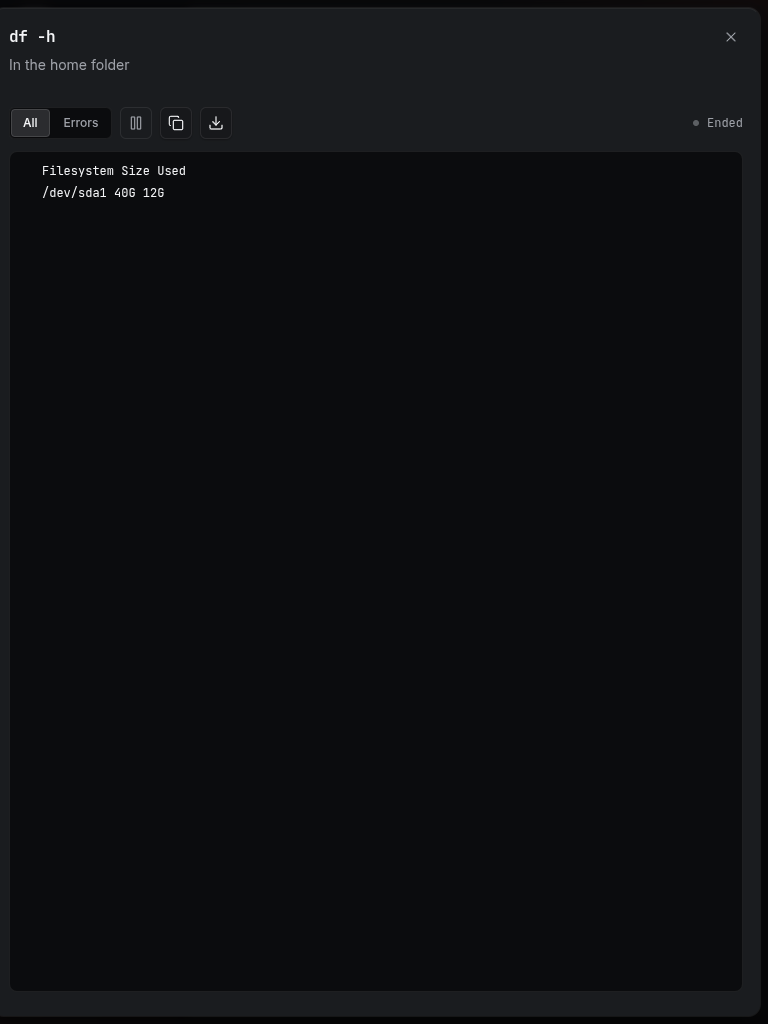 df -h
In the home folder
All Errors Ended
Filesystem Size Used
/dev/sda1 40G 12G